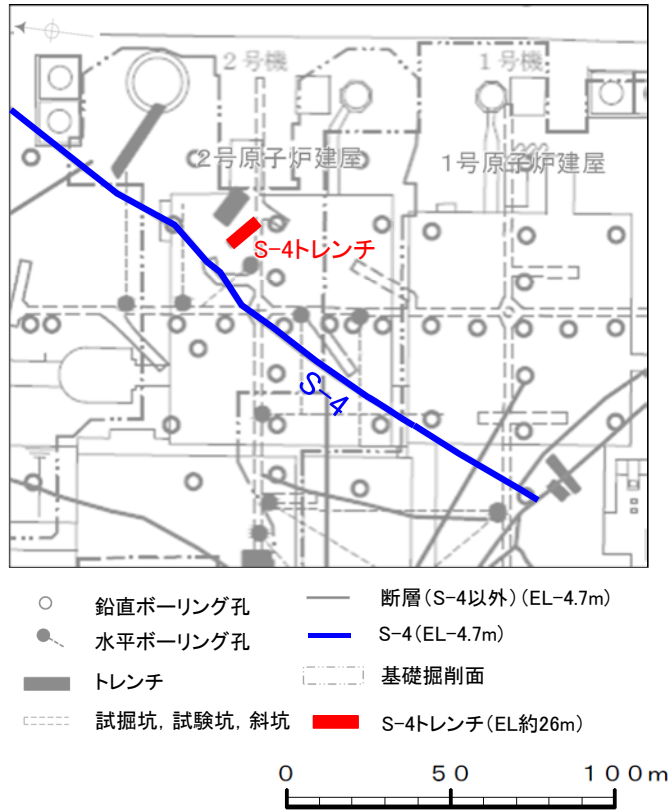 2号機
1号機
2号原子炉建屋
1号原子炉建屋
S-4トレンチ
S-4
鉛直ボーリング孔
断層(S-4以外)(EL-4.7m)
水平ボーリング孔
S-4(EL-4.7m)
トレンチ
基礎掘削面
試掘坑, 試験坑, 斜坑
S-4トレンチ(EL約26m)
0 50 100m